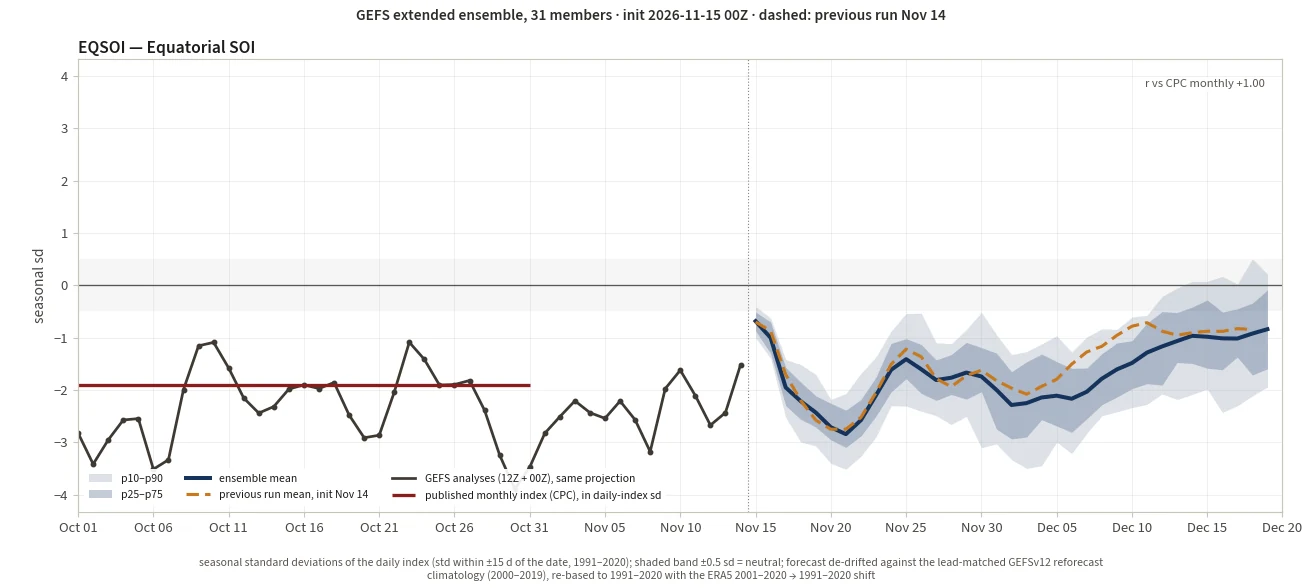 GEFS extended ensemble, 31 members · init 2026-11-15 00Z · dashed: previous run Nov 14
EQSOI — Equatorial SOI
r vs CPC monthly +1.00
seasonal sd
4
3
2
1
0
−1
−2
−3
−4
p10–p90
p25–p75
ensemble mean
previous run mean, init Nov 14
GEFS analyses (12Z + 00Z), same projection
published monthly index (CPC), in daily-index sd
Oct 01 Oct 06 Oct 11 Oct 16 Oct 21 Oct 26 Oct 31 Nov 05 Nov 10 Nov 15 Nov 20 Nov 25 Nov 30 Dec 05 Dec 10 Dec 15 Dec 20
seasonal standard deviations of the daily index (std within ±15 d of the date, 1991–2020); shaded band ±0.5 sd = neutral; forecast de-drifted against the lead-matched GEFSv12 reforecast
climatology (2000–2019), re-based to 1991–2020 with the ERA5 2001–2020 → 1991–2020 shift